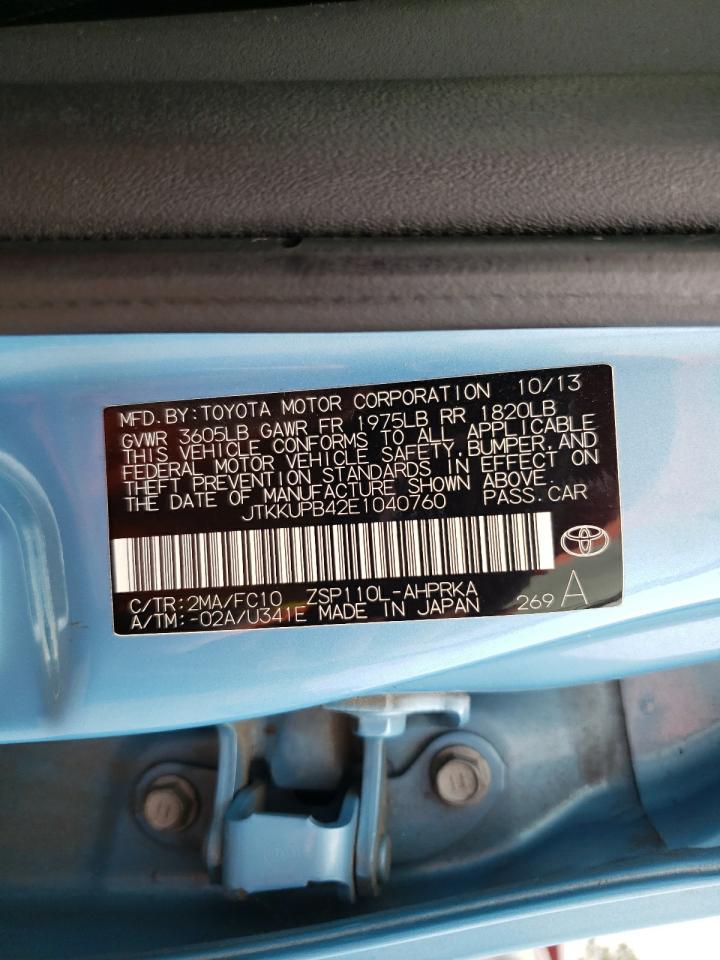 MFD. BY: TOYOTA MOTOR CORPORATION 10/13
GVWR 3605LB GAWR FR 1975LB RR 1820LB
THIS VEHICLE CONFORMS TO ALL APPLICABLE
FEDERAL MOTOR VEHICLE SAFETY, BUMPER, AND
THEFT PREVENTION STANDARDS IN EFFECT ON
THE DATE OF MANUFACTURE SHOWN ABOVE.
JTKKUPB42E1040760 PASS. CAR
C/TR: 2MA/FC10 ZSP110L-AHPRKA
A/TM: -02A/U341E MADE IN JAPAN 269 A